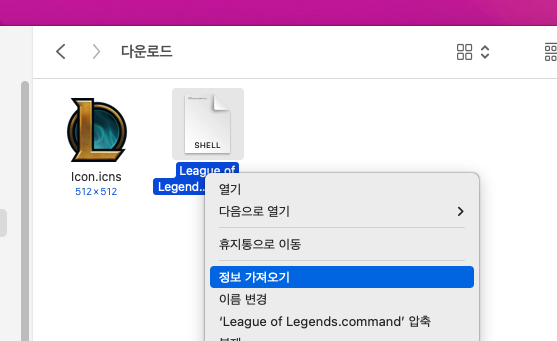 다운로드
SHELL
Icon.icns
512×512
League of
Legend...
열기
다음으로 열기
휴지통으로 이동
정보 가져오기
이름 변경
‘League of Legends.command’ 압축